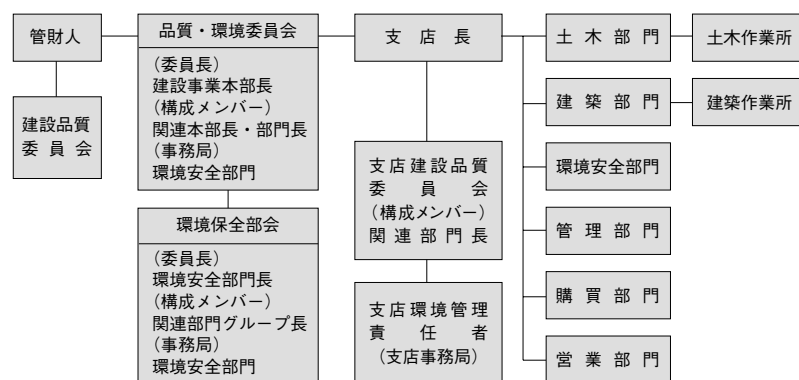 管財人
建設品質
委員会
品質・環境委員会
(委員長)
建設事業本部長
(構成メンバー)
関連本部長・部門長
(事務局)
環境安全部門
環境保全部会
(委員長)
環境安全部門長
(構成メンバー)
関連部門グループ長
(事務局)
環境安全部門
支店長
支店建設品質
委員会
(構成メンバー)
関連部門長
支店環境管理
責任者
(支店事務局)
土木部門
土木作業所
建築部門
建築作業所
環境安全部門
管理部門
購買部門
営業部門